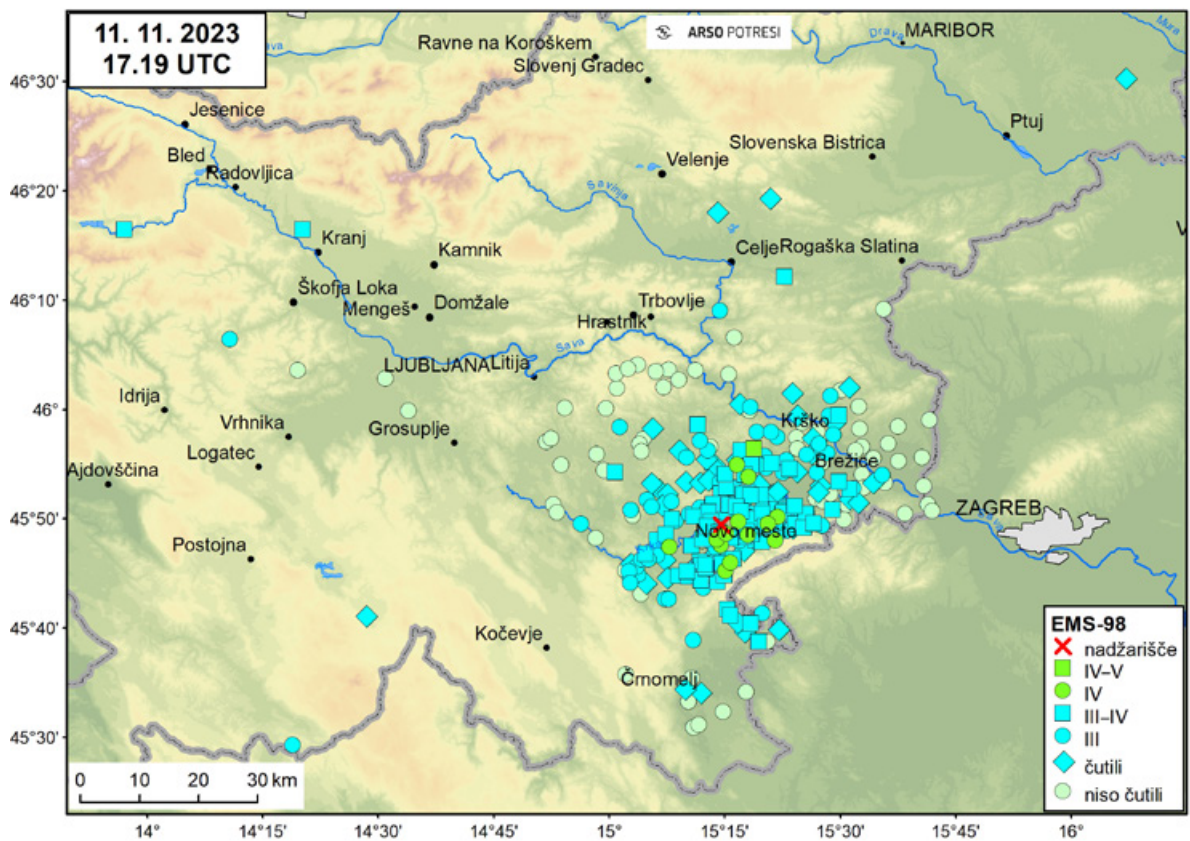 11. 11. 2023
17.19 UTC
ARSO POTRESI
Ravne na Koroškem
Slovenj Gradec
Drava
MARIBOR
Mura
46°30'
Jesenice
Ptuj
Slovenska Bistrica
Bled
Radovljica
Velenje
46°20'
Savinja
Kranj
Kamnik
Celje
Rogaška Slatina
Škofja Loka
46°10'
Mengeš
Domžale
Trbovlje
Hrastnik
Sava
LJUBLJANA
Litija
Idrija
46°
Vrhnika
Grosuplje
Krško
Logatec
Brežice
Ajdovščina
45°50'
Novo mesto
ZAGREB
Postojna
45°40'
Kočevje
Črnomelj
45°30'
EMS-98
nadžarišče
IV–V
IV
III–IV
III
čutili
niso čutili
0 10 20 30 km
14° 14°15' 14°30' 14°45' 15° 15°15' 15°30' 15°45' 16°